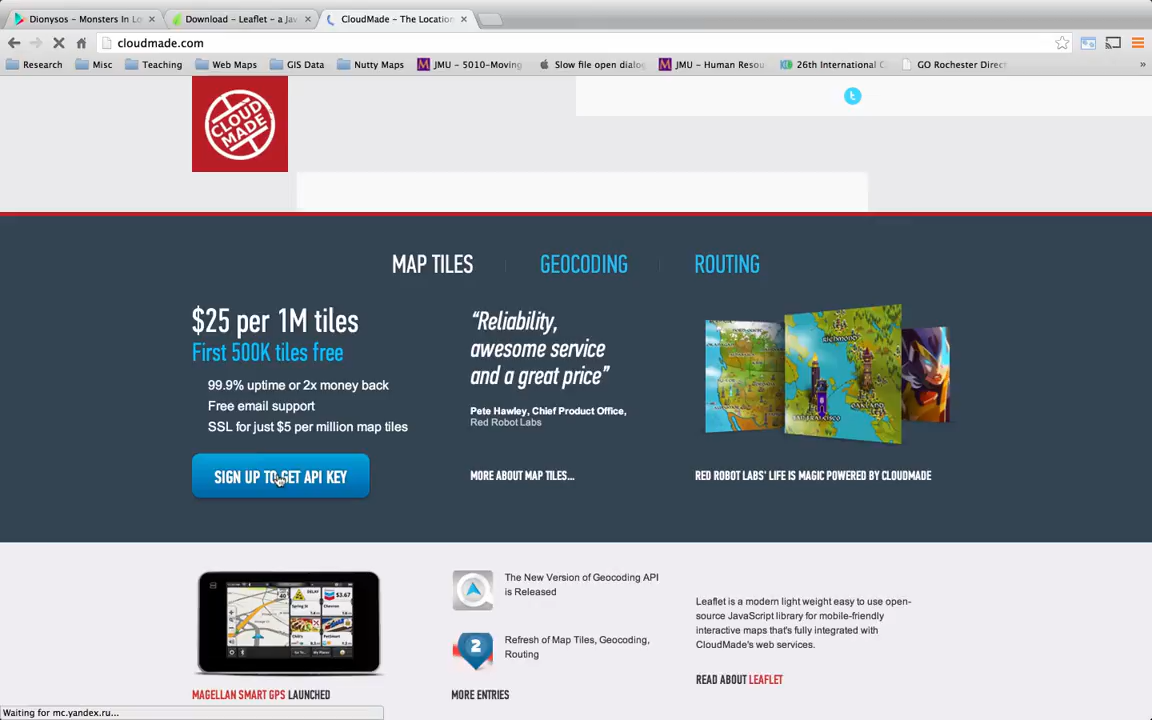 Dionysos - Monsters In Lo
Download - Leaflet - a Ja
CloudMade - The Location
cloudmade.com
Research
Misc
Teaching
Web Maps
GIS Data
Nutty Maps
JMU - 5010-Moving
Slow file open dialog
JMU - Human Resou
26th International C
GO Rochester Direc
CLOUD
MADE
MAP TILES
GEOCODING
ROUTING
$25 per 1M tiles
First 500K tiles free
99.9% uptime or 2x money back
Free email support
SSL for just $5 per million map tiles
SIGN UP TO GET API KEY
“Reliability,
awesome service
and a great price”
Pete Hawley, Chief Product Office,
Red Robot Labs
MORE ABOUT MAP TILES...
RICHMOND
OAKLAND
RED ROBOT LABS' LIFE IS MAGIC POWERED BY CLOUDMADE
MAGELLAN SMART GPS LAUNCHED
The New Version of Geocoding API
is Released
2
Refresh of Map Tiles, Geocoding,
Routing
MORE ENTRIES
Leaflet is a modern light weight easy to use open-
source JavaScript library for mobile-friendly
interactive maps that's fully integrated with
CloudMade's web services.
READ ABOUT LEAFLET
Waiting for mc.yandex.ru...